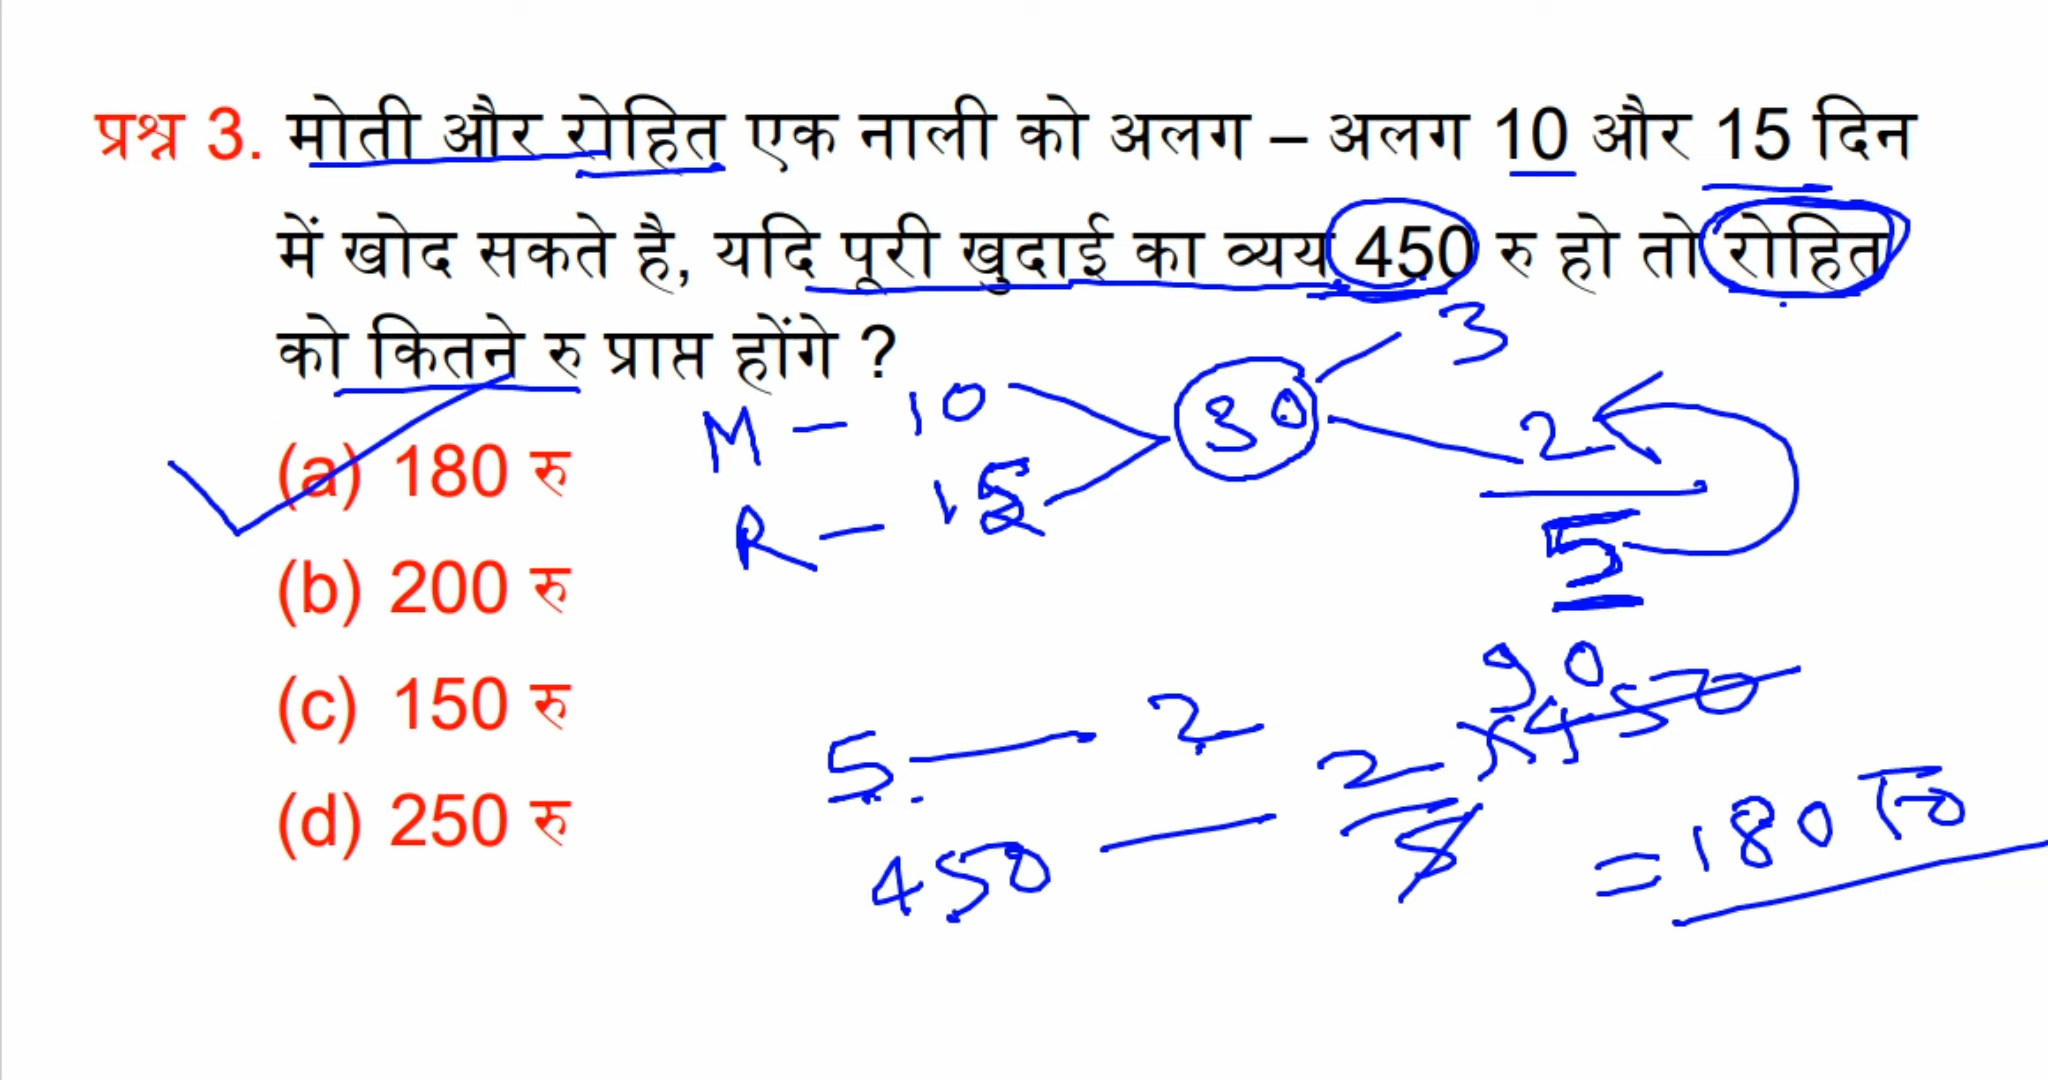 प्रश्न 3. मोती और रोहित एक नाली को अलग – अलग 10 और 15 दिन
में खोद सकते है, यदि पूरी खुदाई का व्यय 450 रु हो तो रोहित
को कितने रु प्राप्त होंगे ?
3
M — 10
30
2
R — 15
5
(a) 180 रु
(b) 200 रु
(c) 150 रु
(d) 250 रु
90
5 — 2
2 × 450
450 — 5
= 180 रु०